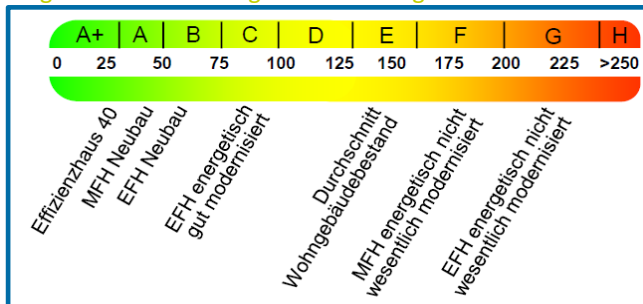 A+ A B C D E F G H
0 25 50 75 100 125 150 175 200 225 >250
Effizienzhaus 40
MFH Neubau
EFH Neubau
EFH energetisch
gut modernisiert
Durchschnitt
Wohngebäudebestand
MFH energetisch nicht
wesentlich modernisiert
EFH energetisch nicht
wesentlich modernisiert